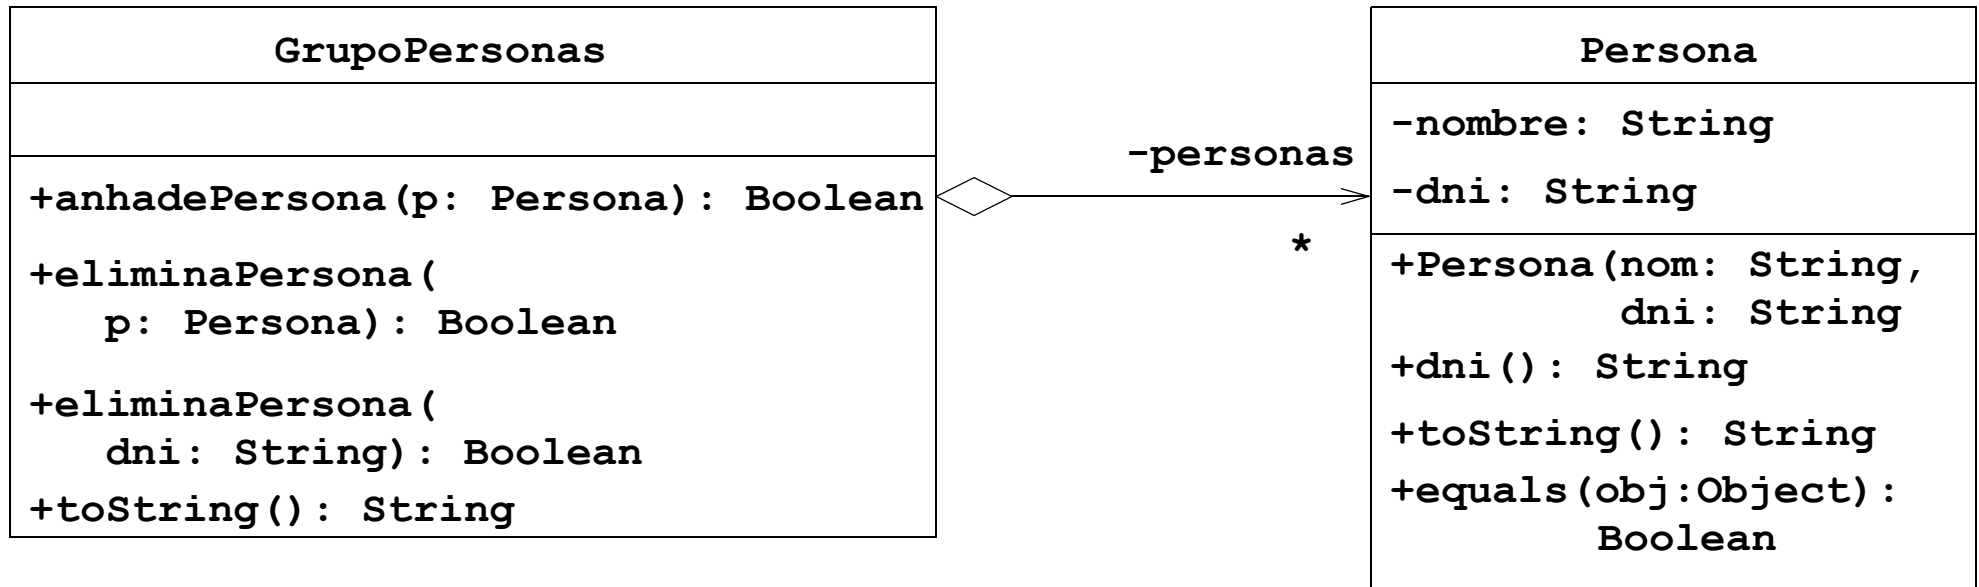 GrupoPersonas
+anhadePersona(p: Persona): Boolean
+eliminaPersona(
p: Persona): Boolean
+eliminaPersona(
dni: String): Boolean
+toString(): String
-personas
*
Persona
-nombre: String
-dni: String
+Persona(nom: String,
dni: String
+dni(): String
+toString(): String
+equals(obj:Object):
Boolean